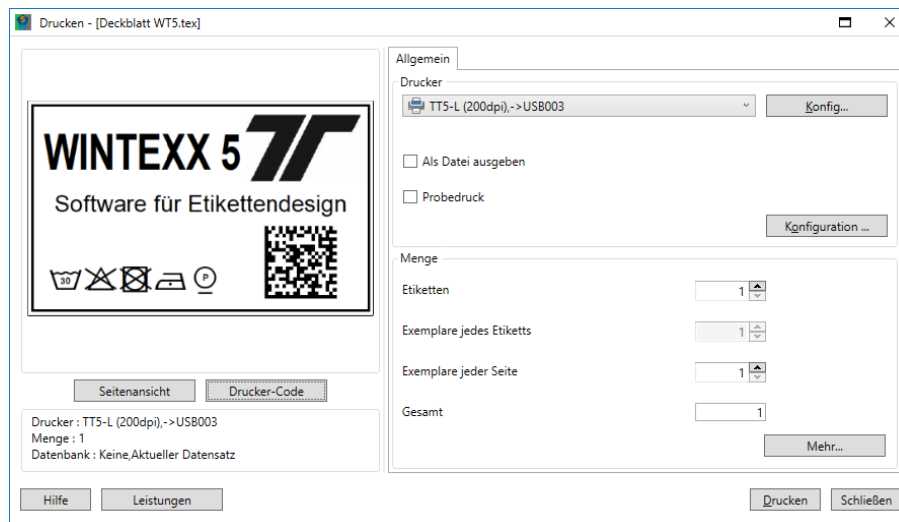 Drucken - [Deckblatt WT5.tex]
WINTEXX 5
Software für Etikettendesign
30
P
Seitenansicht
Drucker-Code
Drucker : TT5-L (200dpi),->USB003
Menge : 1
Datenbank : Keine,Aktueller Datensatz
Allgemein
Drucker
TT5-L (200dpi),->USB003
Konfig...
Als Datei ausgeben
Probedruck
Konfiguration ...
Menge
Etiketten 1
Exemplare jedes Etiketts 1
Exemplare jeder Seite 1
Gesamt 1
Mehr...
Hilfe
Leistungen
Drucken
Schließen